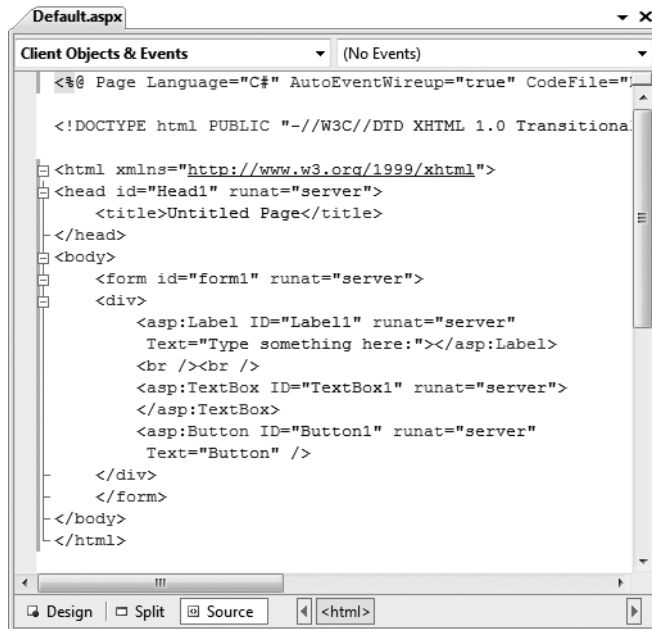 Default.aspx
Client Objects & Events
(No Events)
<%@ Page Language="C#" AutoEventWireup="true" CodeFile="
<!DOCTYPE html PUBLIC "-//W3C//DTD XHTML 1.0 Transitional
<html xmlns="http://www.w3.org/1999/xhtml">
<head id="Head1" runat="server">
<title>Untitled Page</title>
</head>
<body>
<form id="form1" runat="server">
<div>
<asp:Label ID="Label1" runat="server"
Text="Type something here:"></asp:Label>
<br /><br />
<asp:TextBox ID="TextBox1" runat="server">
</asp:TextBox>
<asp:Button ID="Button1" runat="server"
Text="Button" />
</div>
</form>
</body>
</html>
Design Split Source <html>